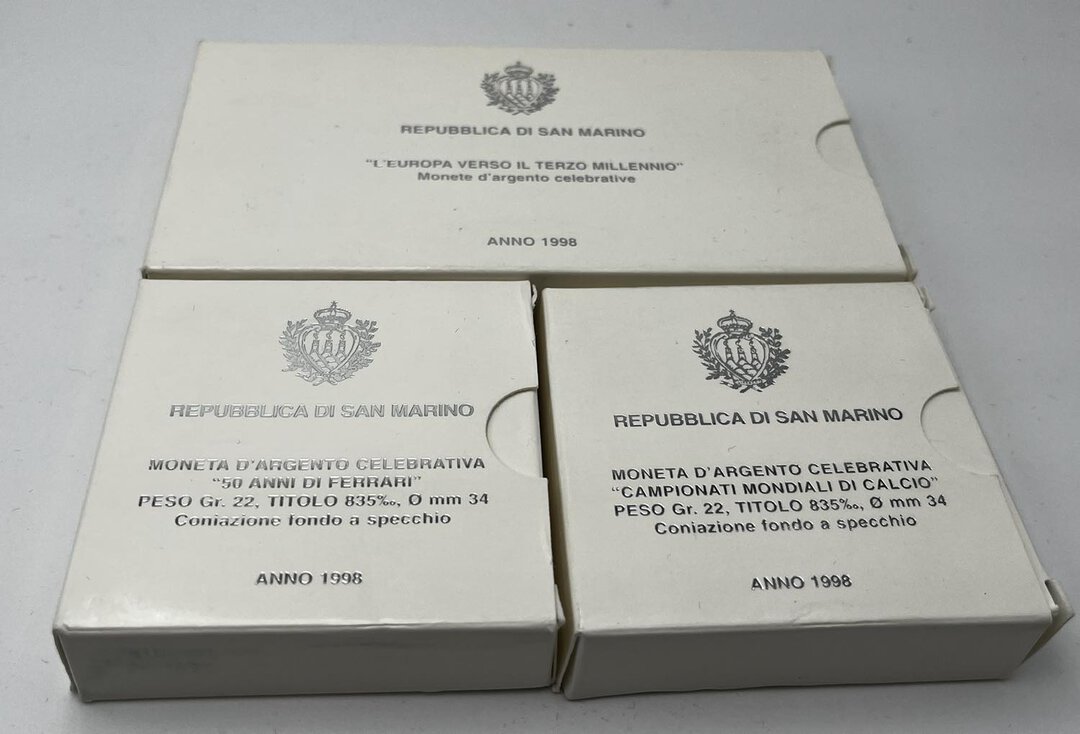 REPUBBLICA DI SAN MARINO
"L'EUROPA VERSO IL TERZO MILLENNIO"
Monete d'argento celebrative
ANNO 1998
REPUBBLICA DI SAN MARINO
MONETA D'ARGENTO CELEBRATIVA
"50 ANNI DI FERRARI"
PESO Gr. 22, TITOLO 835‰, Ø mm 34
Coniazione fondo a specchio
ANNO 1998
REPUBBLICA DI SAN MARINO
MONETA D'ARGENTO CELEBRATIVA
"CAMPIONATI MONDIALI DI CALCIO"
PESO Gr. 22, TITOLO 835‰, Ø mm 34
Coniazione fondo a specchio
ANNO 1998